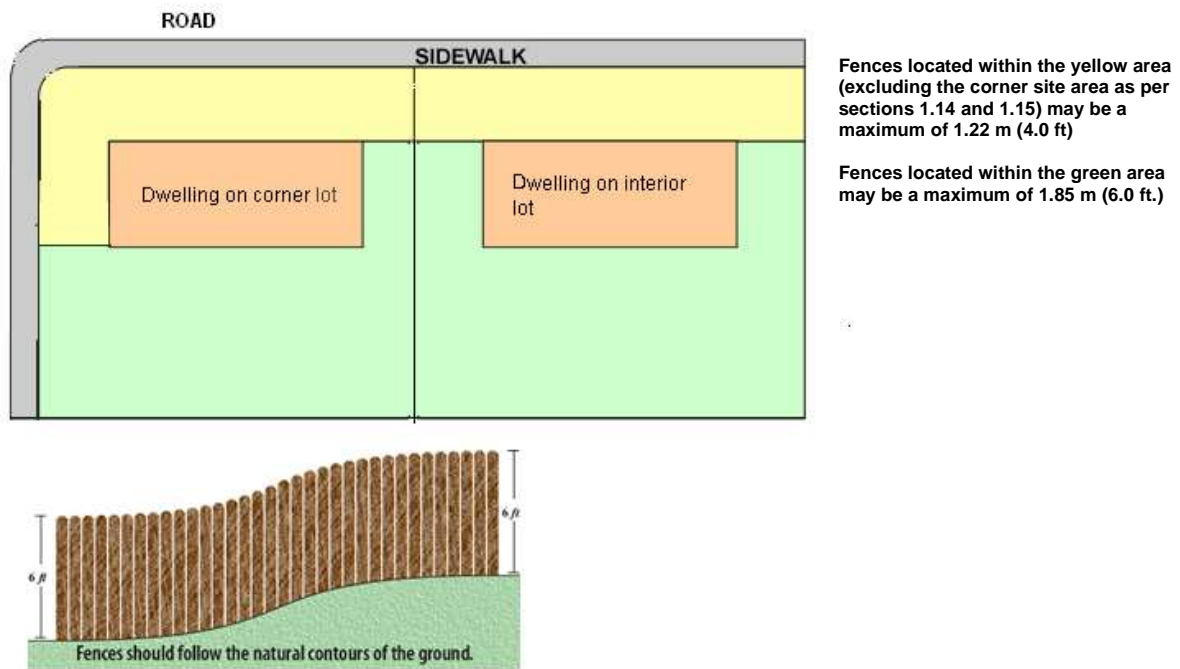 ROAD
SIDEWALK
Fences located within the yellow area
(excluding the corner site area as per
sections 1.14 and 1.15) may be a
maximum of 1.22 m (4.0 ft)
Fences located within the green area
may be a maximum of 1.85 m (6.0 ft.)
Dwelling on corner lot
Dwelling on interior
lot
6 ft
6 ft
Fences should follow the natural contours of the ground.